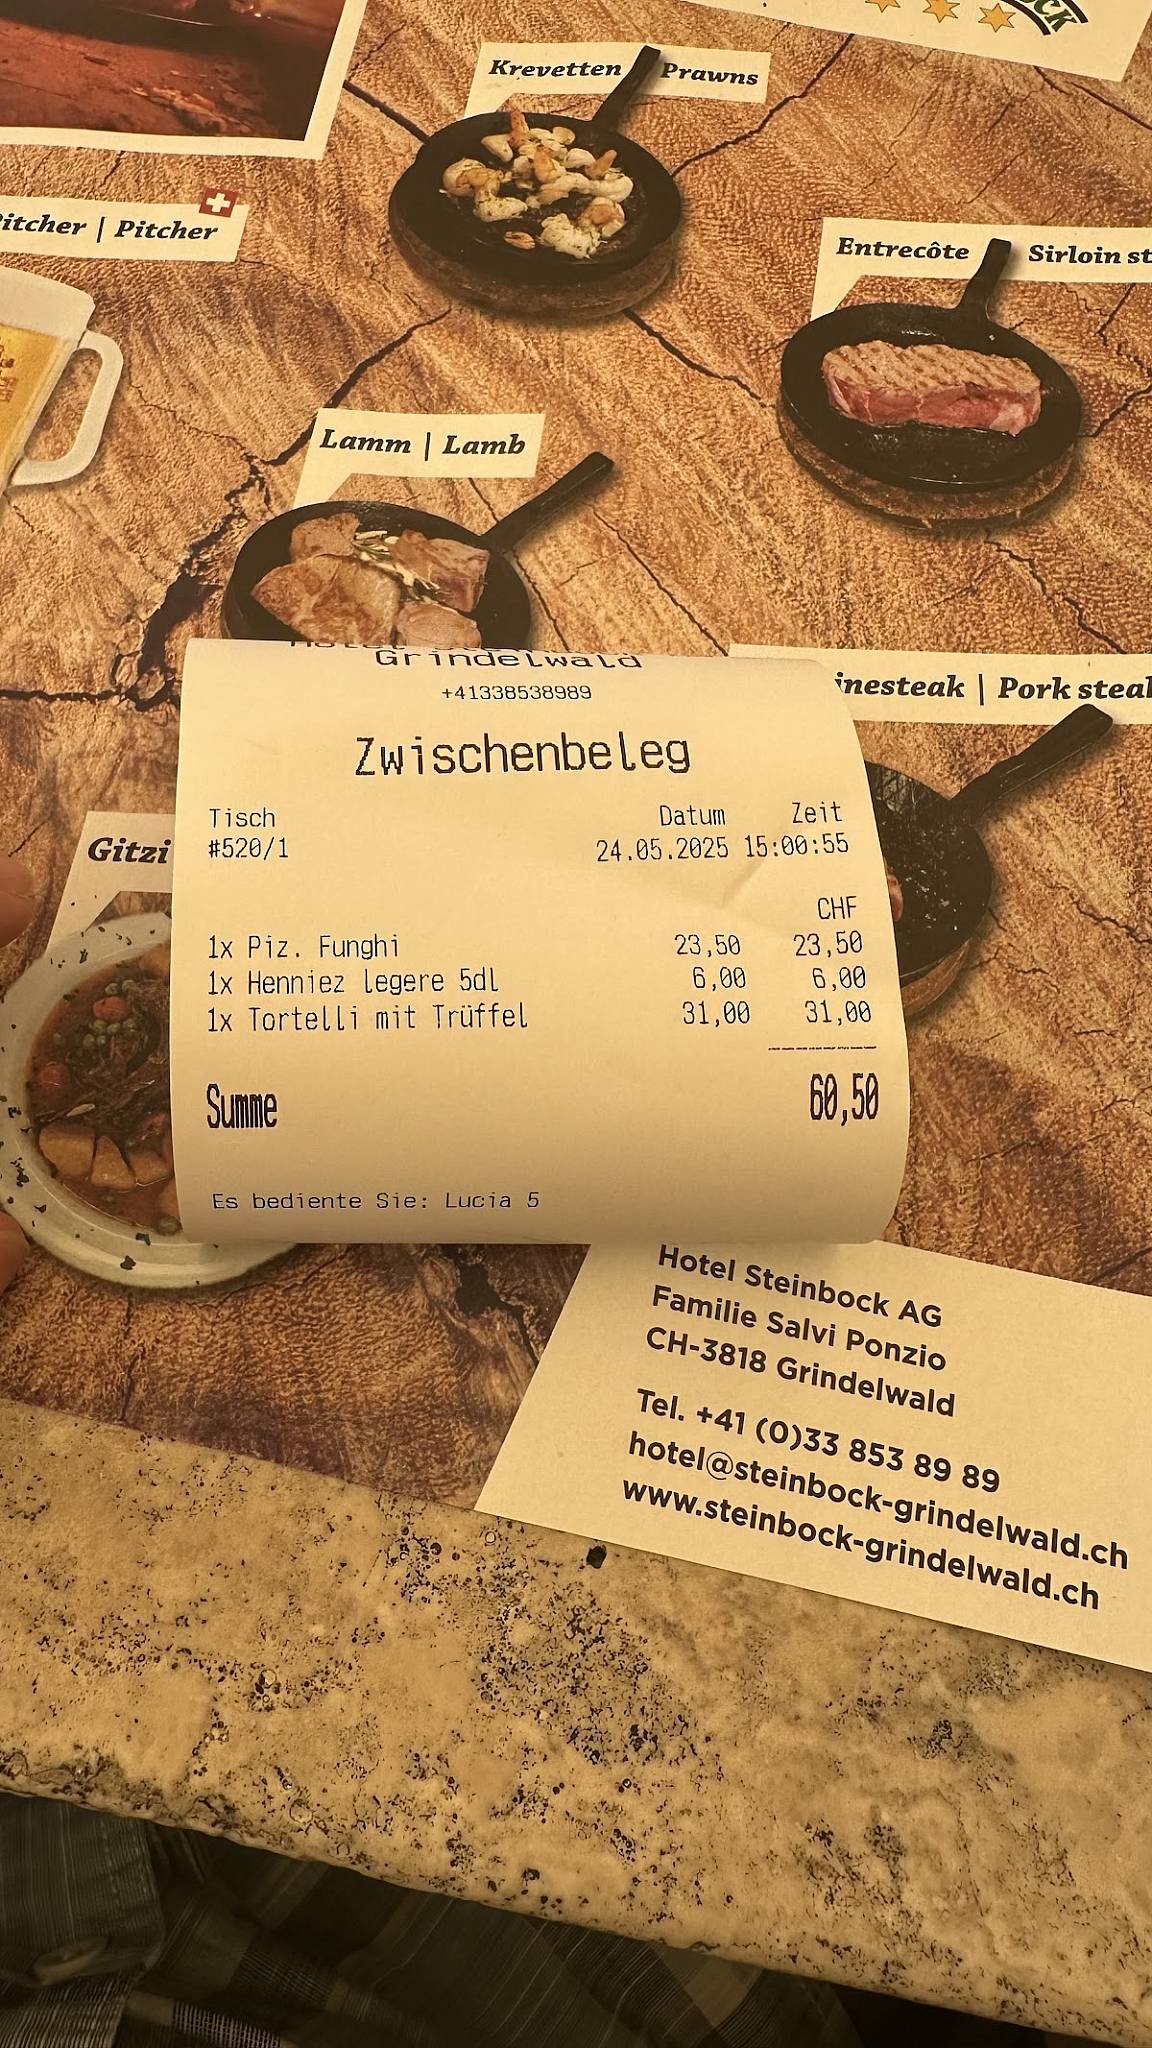 CK
Krevetten | Prawns
Pitcher | Pitcher
Entrecôte | Sirloin st
Lamm | Lamb
inesteak | Pork steak
Gitzi
Hotel
Grindelwald
+41338538989
Zwischenbeleg
Tisch Datum Zeit
#520/1 24.05.2025 15:00:55
CHF
1x Piz. Funghi 23,50 23,50
1x Henniez legere 5dl 6,00 6,00
1x Tortelli mit Trüffel 31,00 31,00
Summe 60,50
Es bediente Sie: Lucia 5
Hotel Steinbock AG
Familie Salvi Ponzio
CH-3818 Grindelwald
Tel. +41 (0)33 853 89 89
hotel@steinbock-grindelwald.ch
www.steinbock-grindelwald.ch